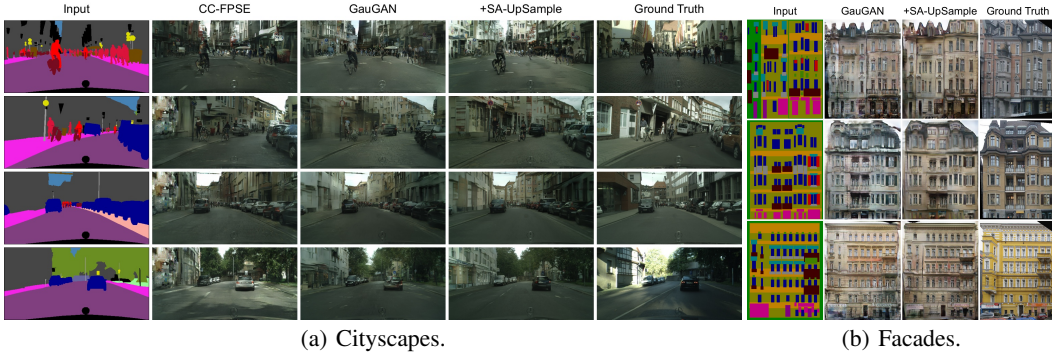 Input CC-FPSE GauGAN +SA-UpSample Ground Truth Input GauGAN +SA-UpSample Ground Truth
(a) Cityscapes. (b) Facades.